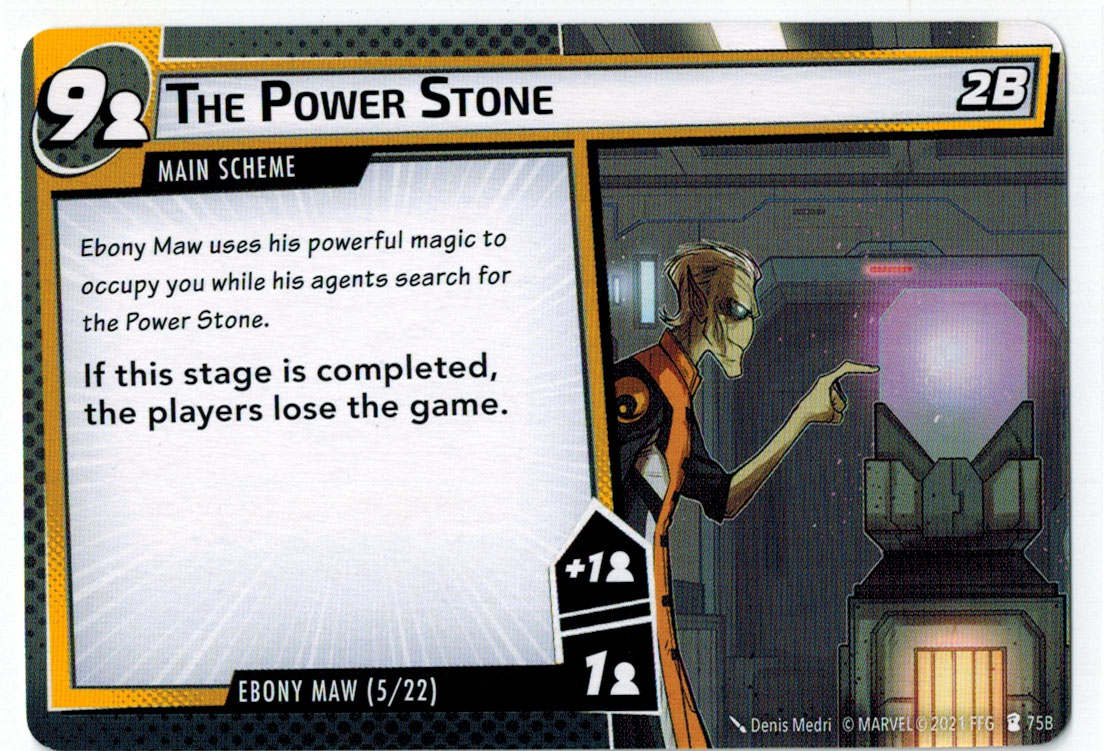 9
THE POWER STONE
2B
MAIN SCHEME
Ebony Maw uses his powerful magic to
occupy you while his agents search for
the Power Stone.
If this stage is completed,
the players lose the game.
+1
1
EBONY MAW (5/22)
Denis Medri © MARVEL © 2021 FFG 75B